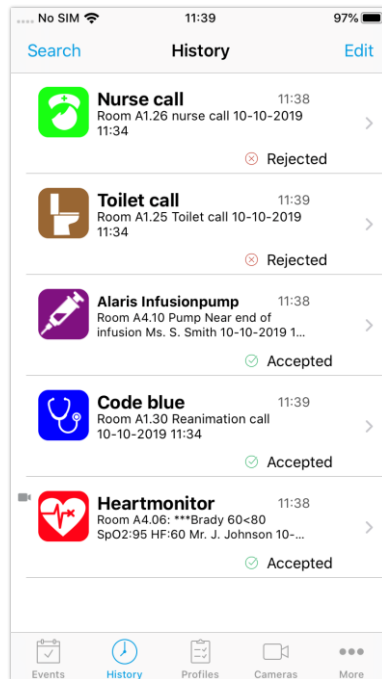 No SIM 11:39 97%
Search History Edit
Nurse call 11:38
Room A1.26 nurse call 10-10-2019
11:34
Rejected
Toilet call 11:39
Room A1.25 Toilet call 10-10-2019
11:34
Rejected
Alaris Infusionpump 11:38
Room A4.10 Pump Near end of
infusion Ms. S. Smith 10-10-2019 1...
Accepted
Code blue 11:39
Room A1.30 Reanimation call
10-10-2019 11:34
Accepted
Heartmonitor 11:38
Room A4.06: ***Brady 60<80
SpO2:95 HF:60 Mr. J. Johnson 10-...
Accepted
Events History Profiles Cameras More